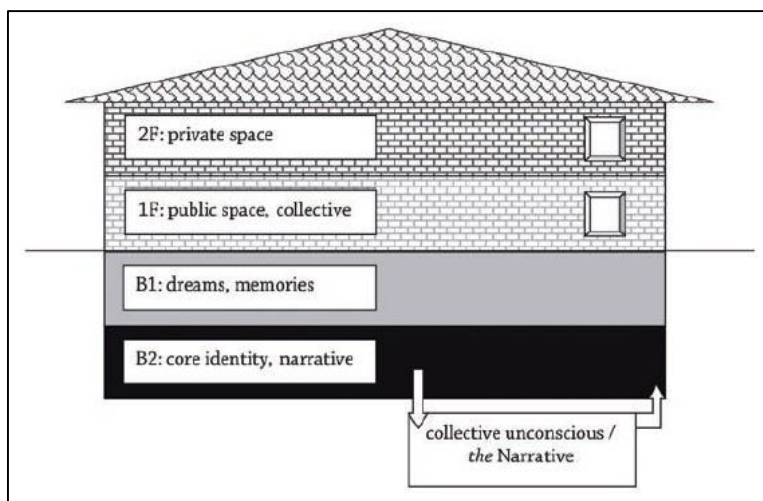 2F: private space
1F: public space, collective
B1: dreams, memories
B2: core identity, narrative
collective unconscious /
the Narrative